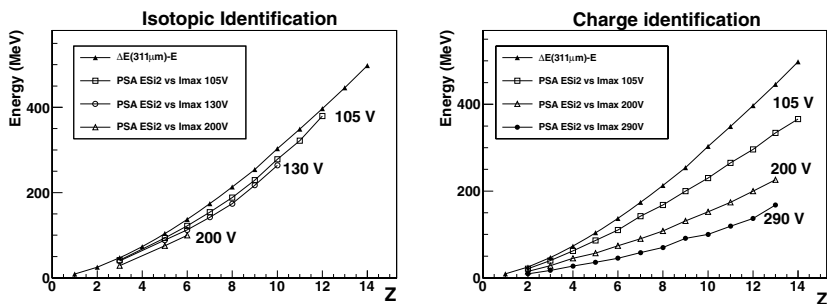 Isotopic Identification
Energy (MeV)
400
200
0
ΔE(311μm)-E
PSA ESi2 vs Imax 105V
PSA ESi2 vs Imax 130V
PSA ESi2 vs Imax 200V
105 V
130 V
200 V
0 2 4 6 8 10 12 14
Z
Charge identification
Energy (MeV)
400
200
0
ΔE(311μm)-E
PSA ESi2 vs Imax 105V
PSA ESi2 vs Imax 200V
PSA ESi2 vs Imax 290V
105 V
200 V
290 V
0 2 4 6 8 10 12 14
Z